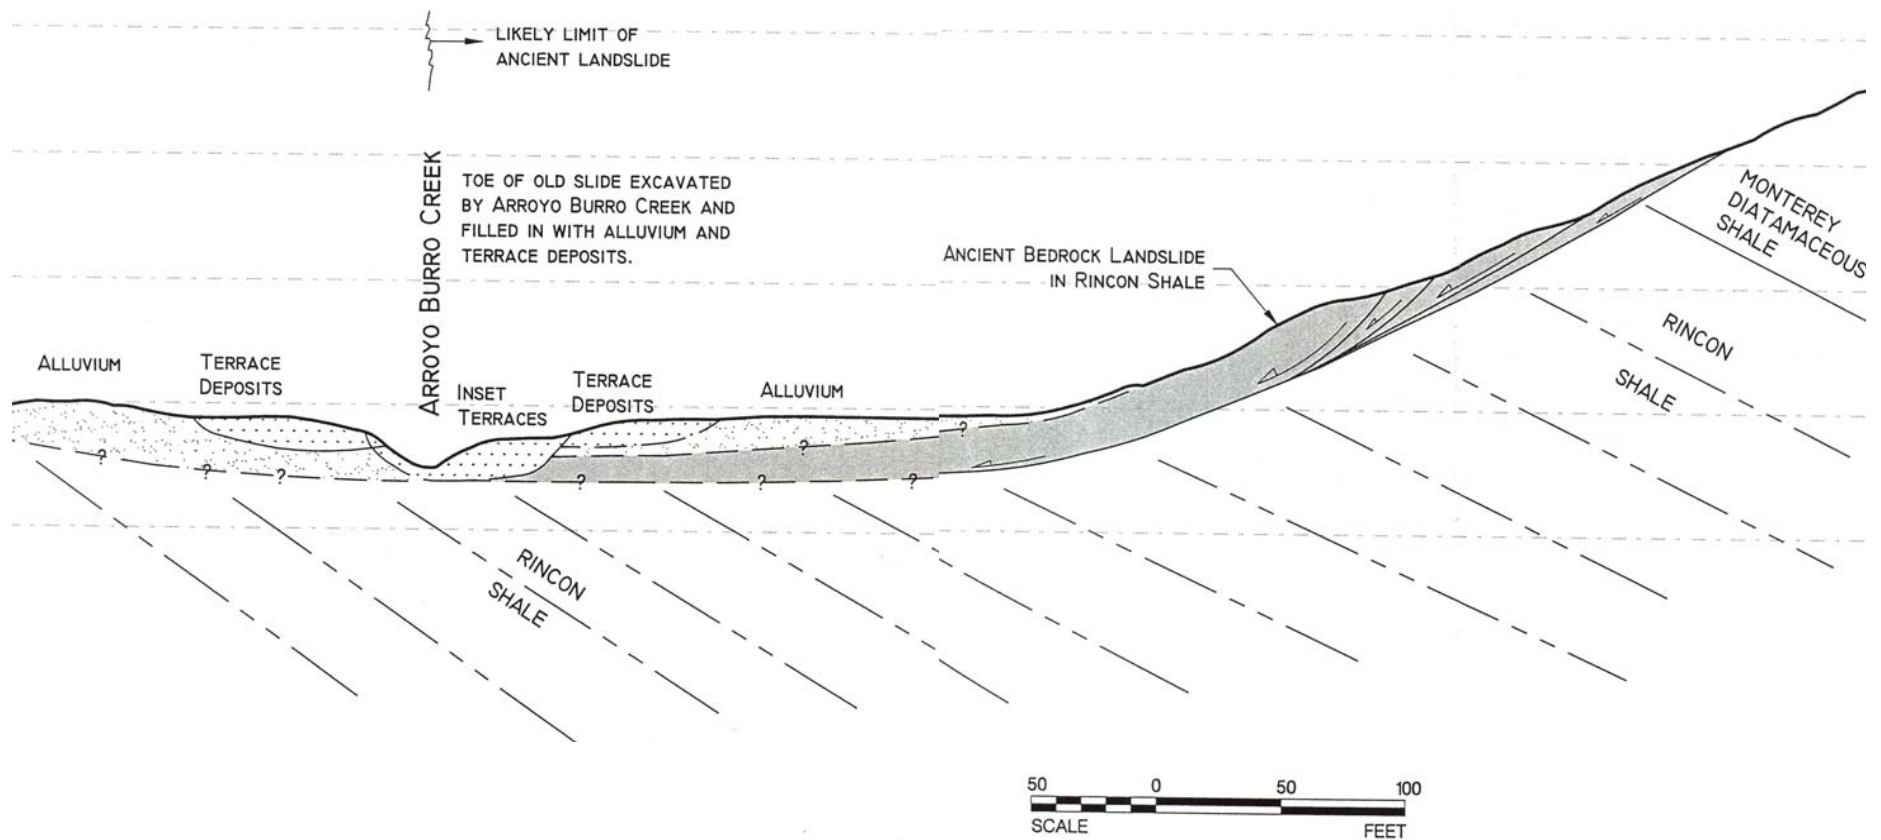 LIKELY LIMIT OF
ANCIENT LANDSLIDE
ARROYO BURRO CREEK
TOE OF OLD SLIDE EXCAVATED
BY ARROYO BURRO CREEK AND
FILLED IN WITH ALLUVIUM AND
TERRACE DEPOSITS.
ANCIENT BEDROCK LANDSLIDE
IN RINCON SHALE
MONTEREY
DIATAMACEOUS
SHALE
RINCON
SHALE
ALLUVIUM
TERRACE
DEPOSITS
INSET
TERRACES
TERRACE
DEPOSITS
ALLUVIUM
?
?
?
?
?
?
?
?
RINCON
SHALE
50 0 50 100
SCALE FEET